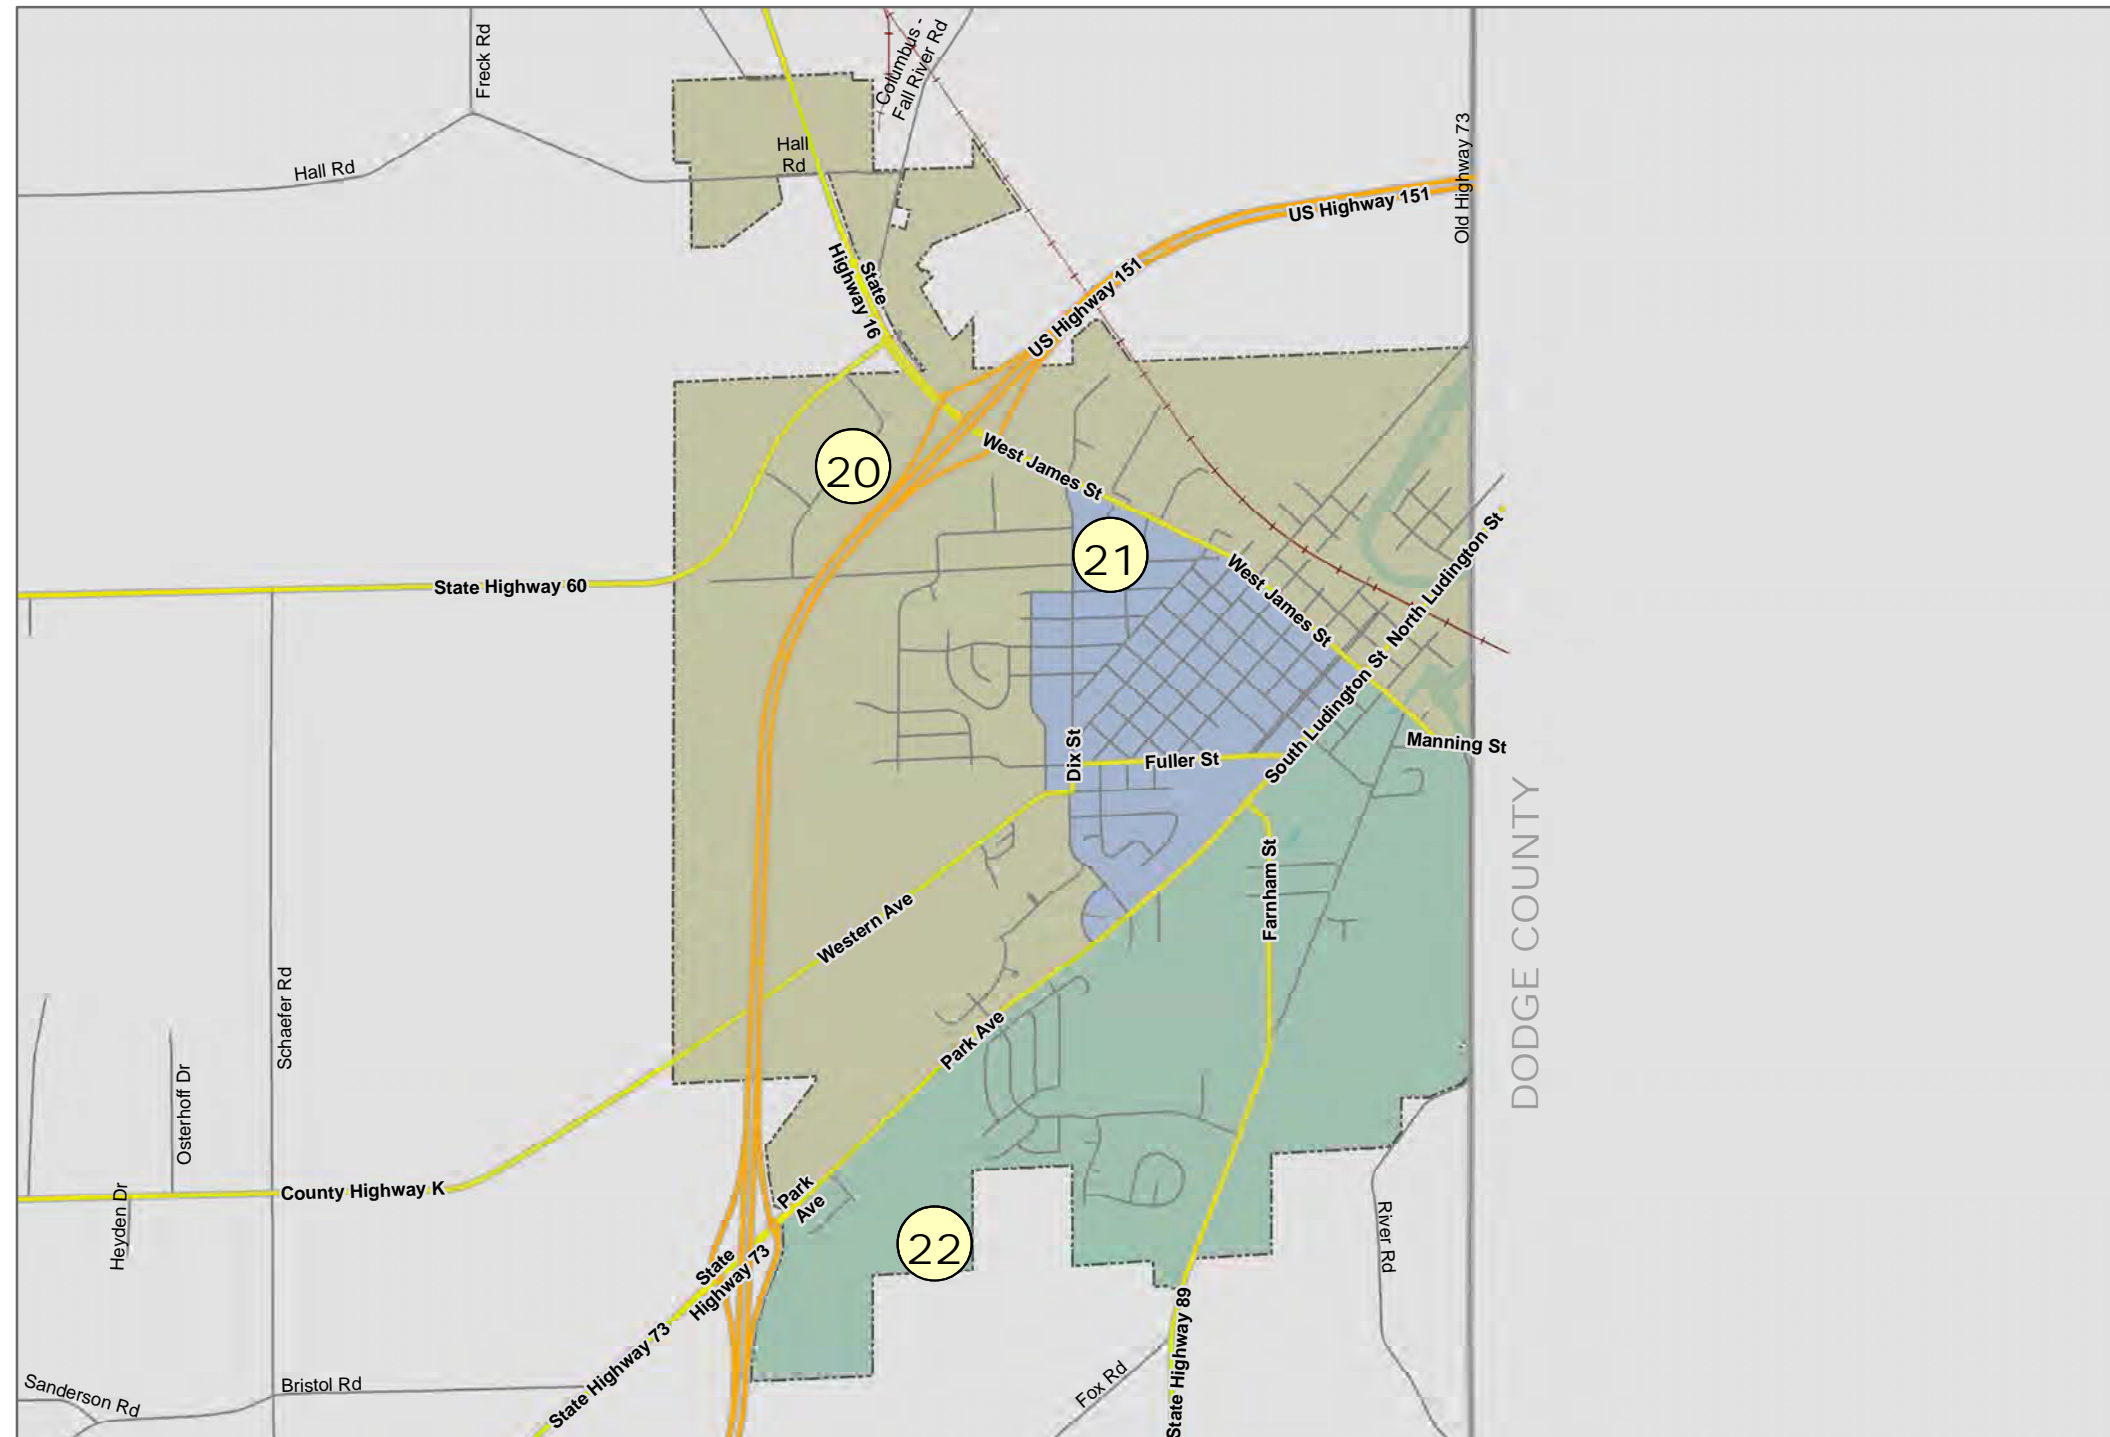 Freck Rd
Columbus -
Fall River Rd
Hall Rd
Hall
Rd
Old Highway 73
US Highway 151
State
Highway 16
US Highway 151
20
West James St
21
State Highway 60
West James St
North Ludington St
South Ludington St
Manning St
Dix St
Fuller St
DODGE COUNTY
Farnham St
Western Ave
Schaefer Rd
Park Ave
Osterhoff Dr
County Highway K
Heyden Dr
Park
Ave
River Rd
22
State
Highway 73
State Highway 73
State Highway 89
Fox Rd
Bristol Rd
Sanderson Rd